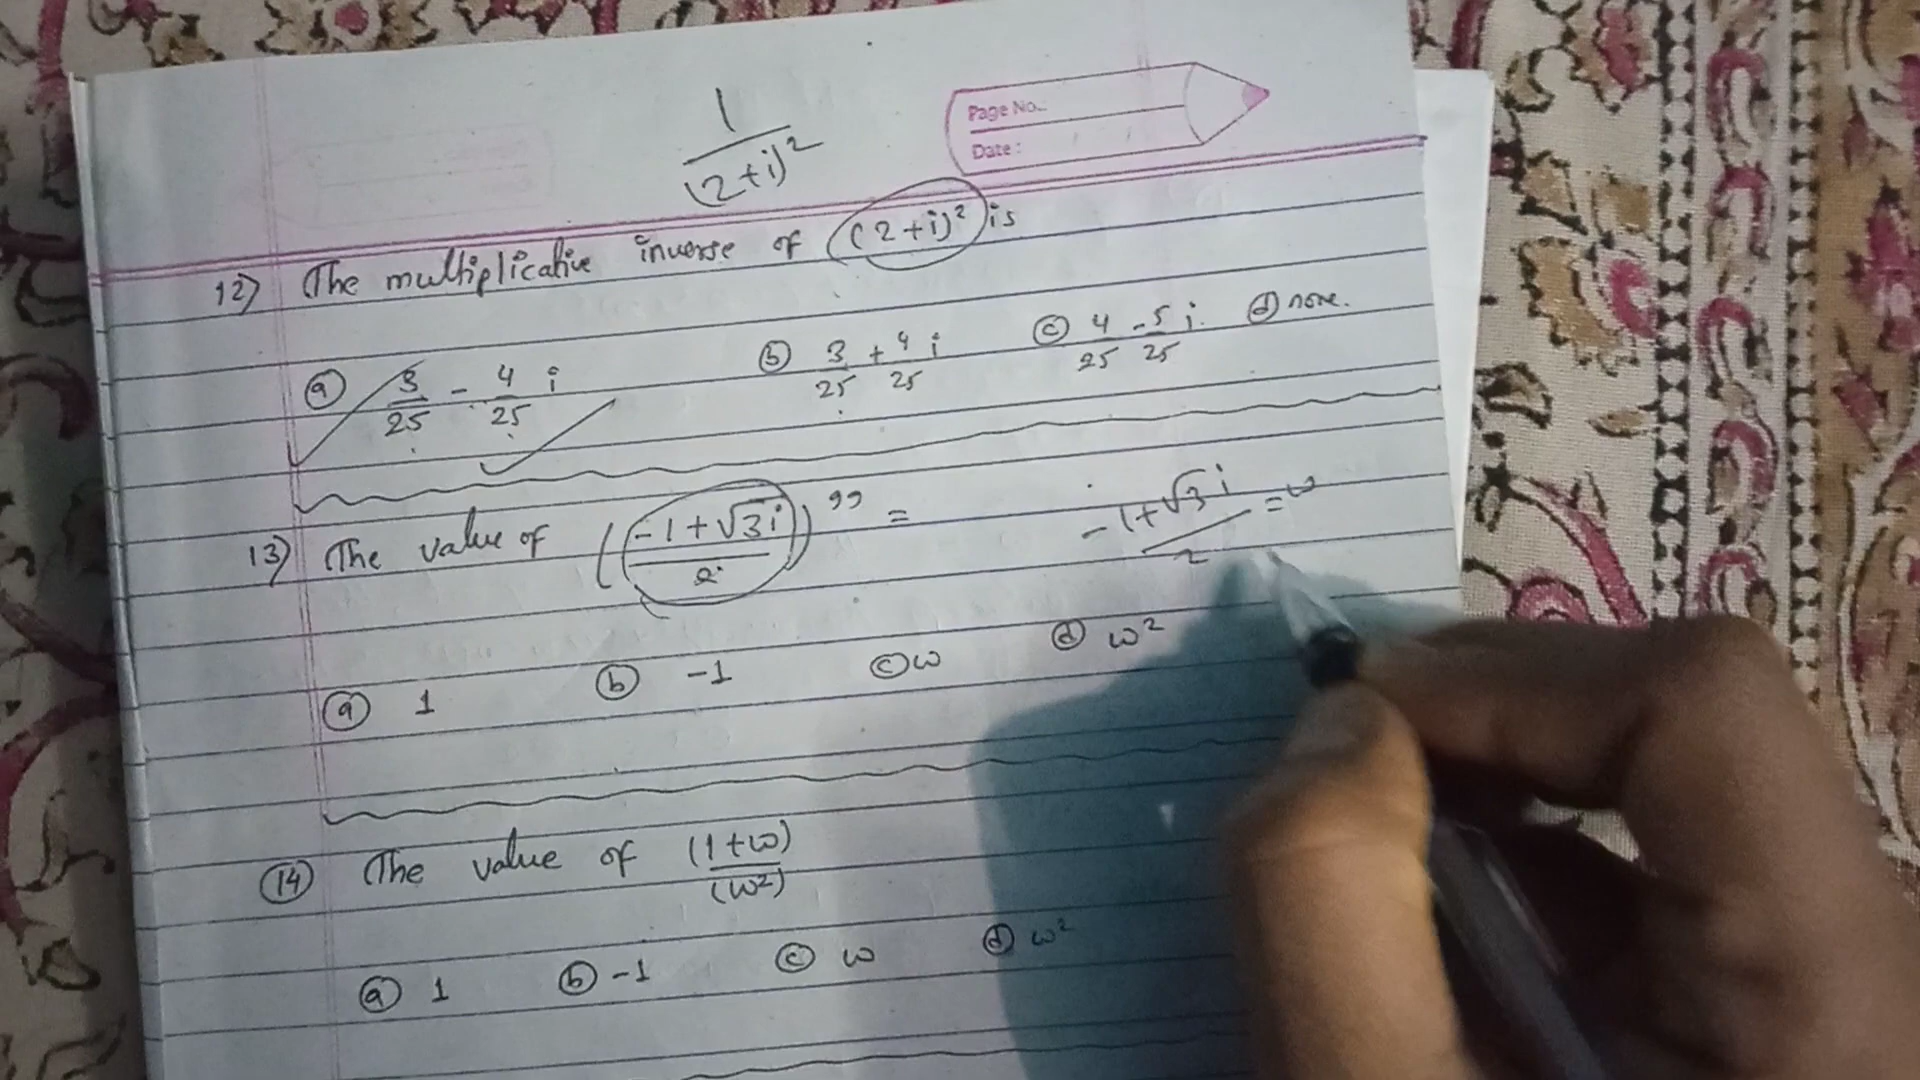 1/(2+i)²
Page No.:
Date :
12) The multiplicative inverse of (2+i)² is
(a) 3/25 - 4/25 i (b) 3/25 + 4/25 i (c) 4/25 - 5/25 i. (d) none.
13) The value of ((-1+√3i)/2)⁹⁹ =
(-1+√3i)/2 = ω
(a) 1 (b) -1 (c) ω (d) ω²
(14) The value of (1+ω)/(ω²)
(a) 1 (b) -1 (c) ω (d) ω²